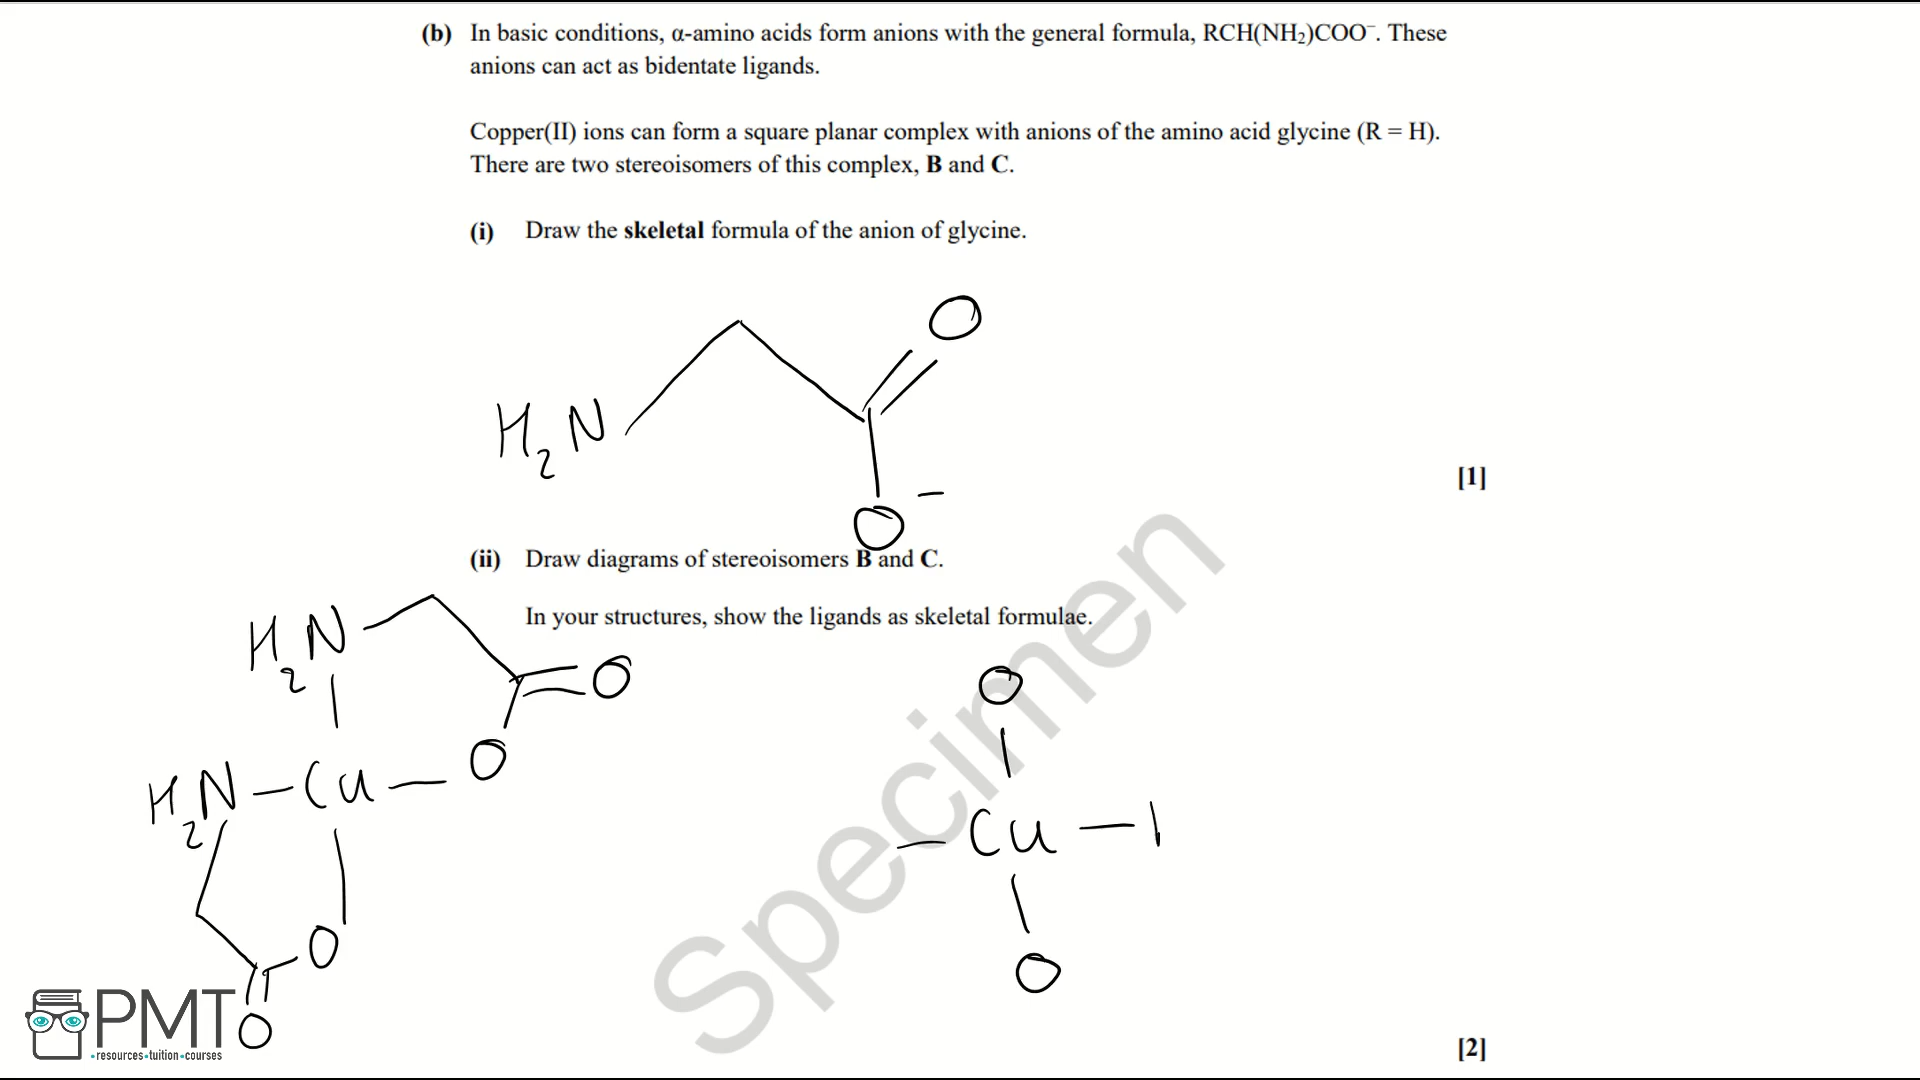 (b) In basic conditions, α-amino acids form anions with the general formula, RCH(NH₂)COO⁻. These
anions can act as bidentate ligands.
Copper(II) ions can form a square planar complex with anions of the amino acid glycine (R = H).
There are two stereoisomers of this complex, B and C.
(i) Draw the skeletal formula of the anion of glycine.
O
H₂N
O⁻
[1]
(ii) Draw diagrams of stereoisomers B and C.
In your structures, show the ligands as skeletal formulae.
H₂N
O
O
H₂N-Cu-O
Cu
O
O
O
Specimen
PMT
•resources•tuition•courses
[2]